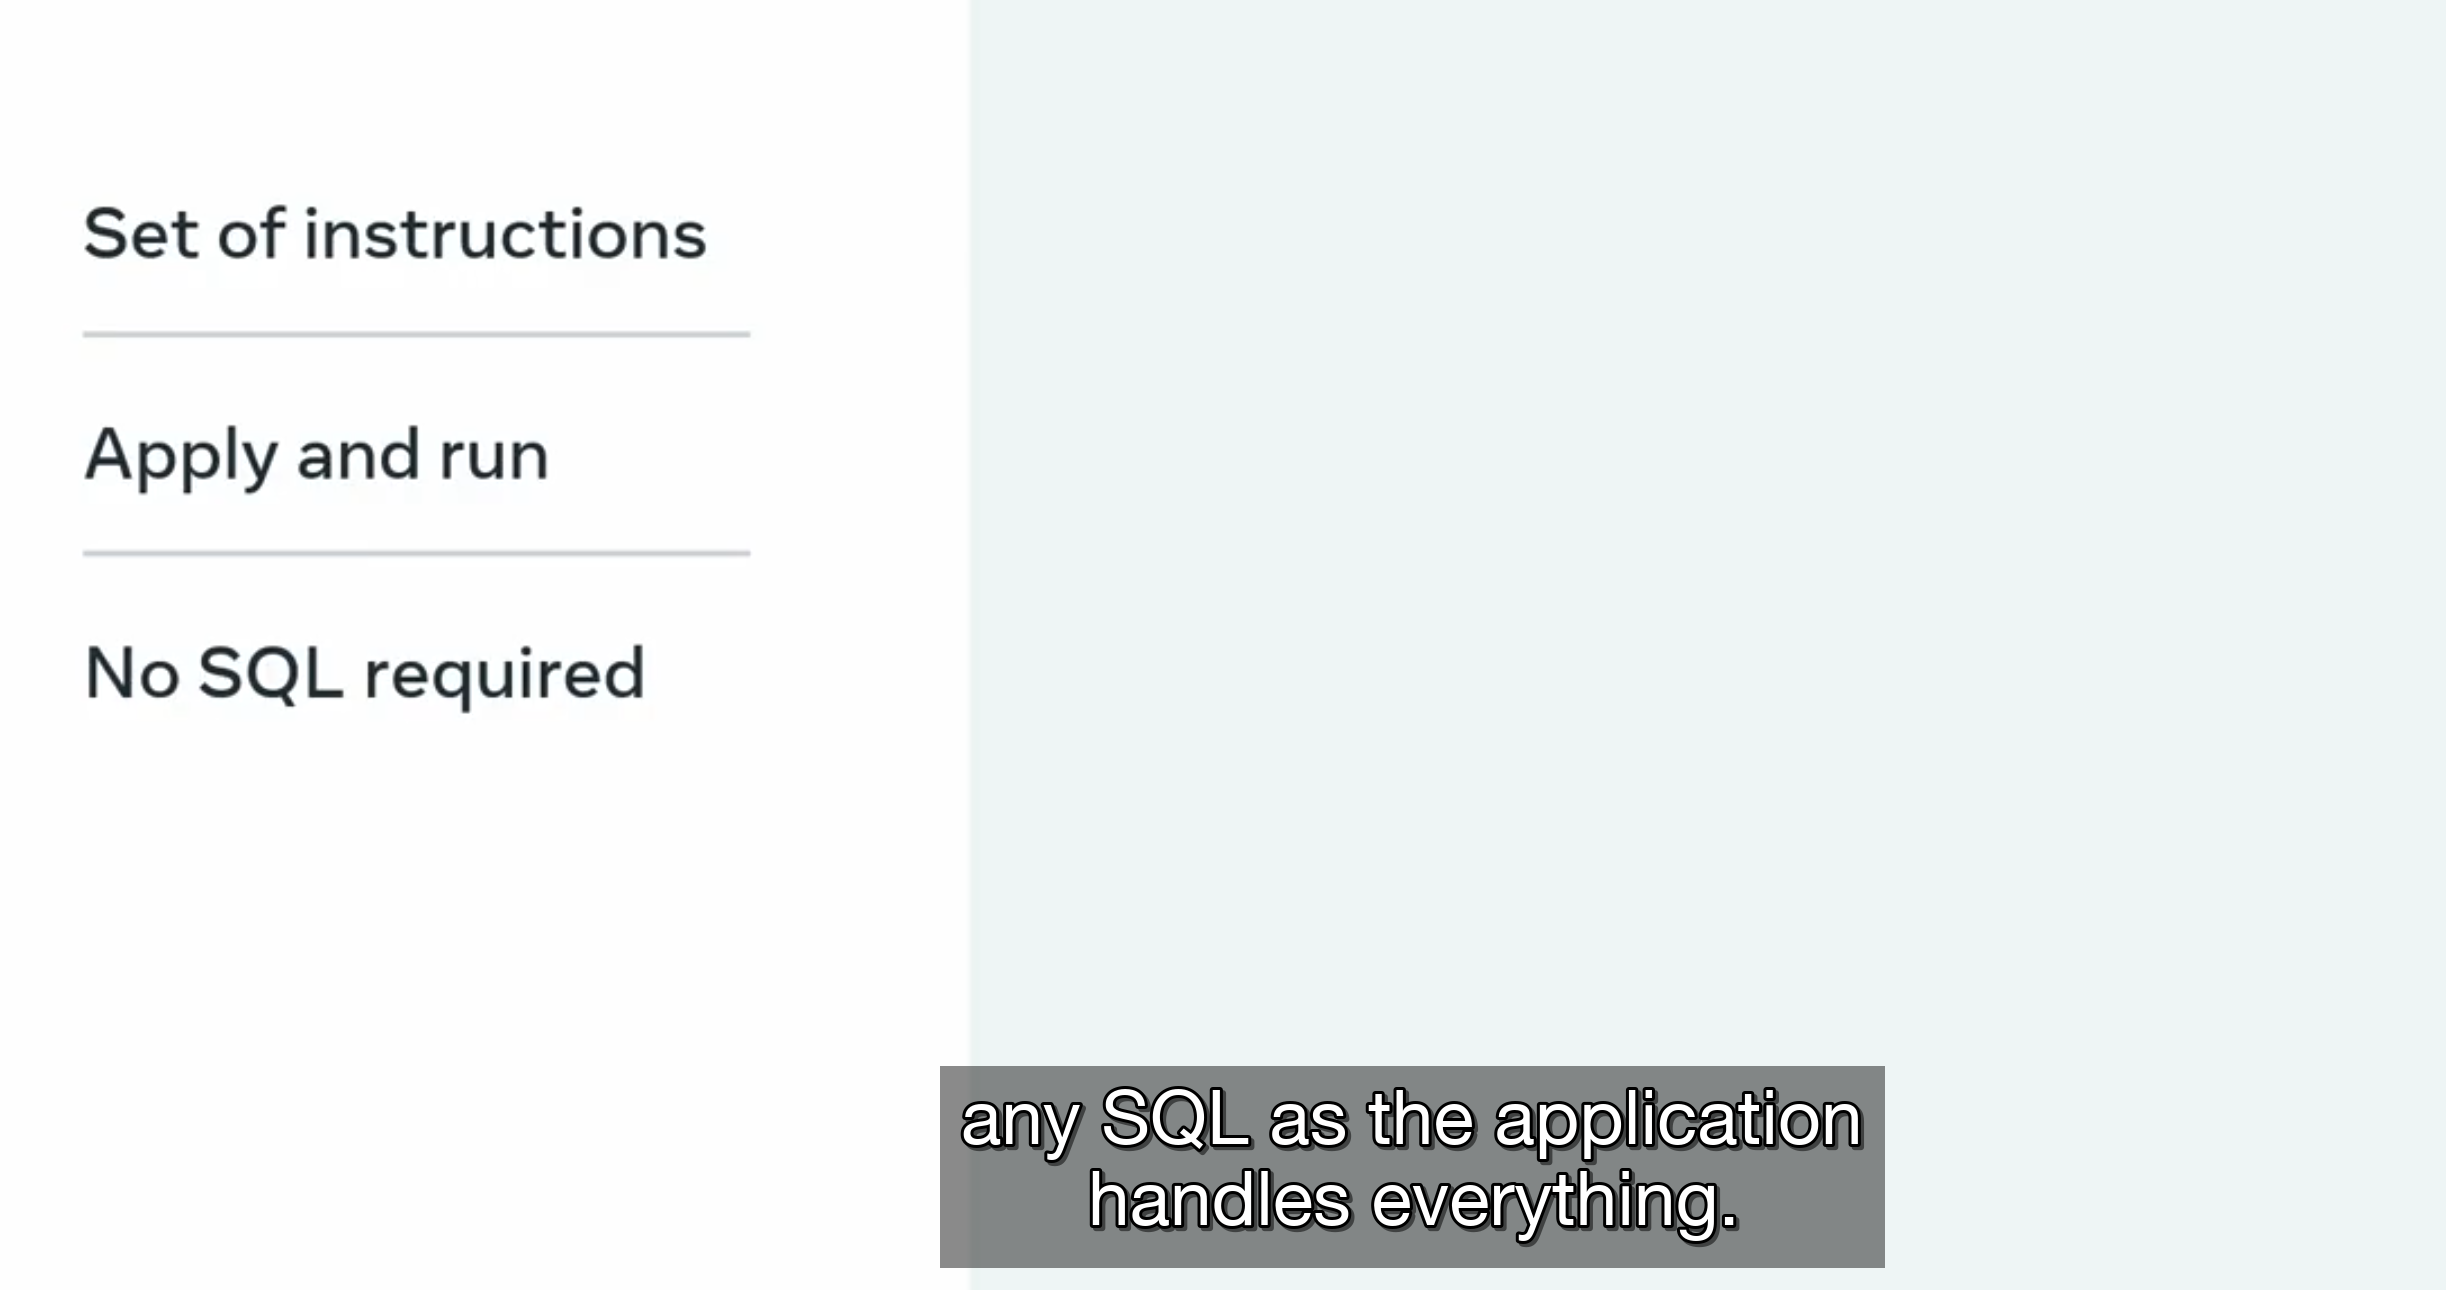 Set of instructions
Apply and run
No SQL required
any SQL as the application
handles everything.